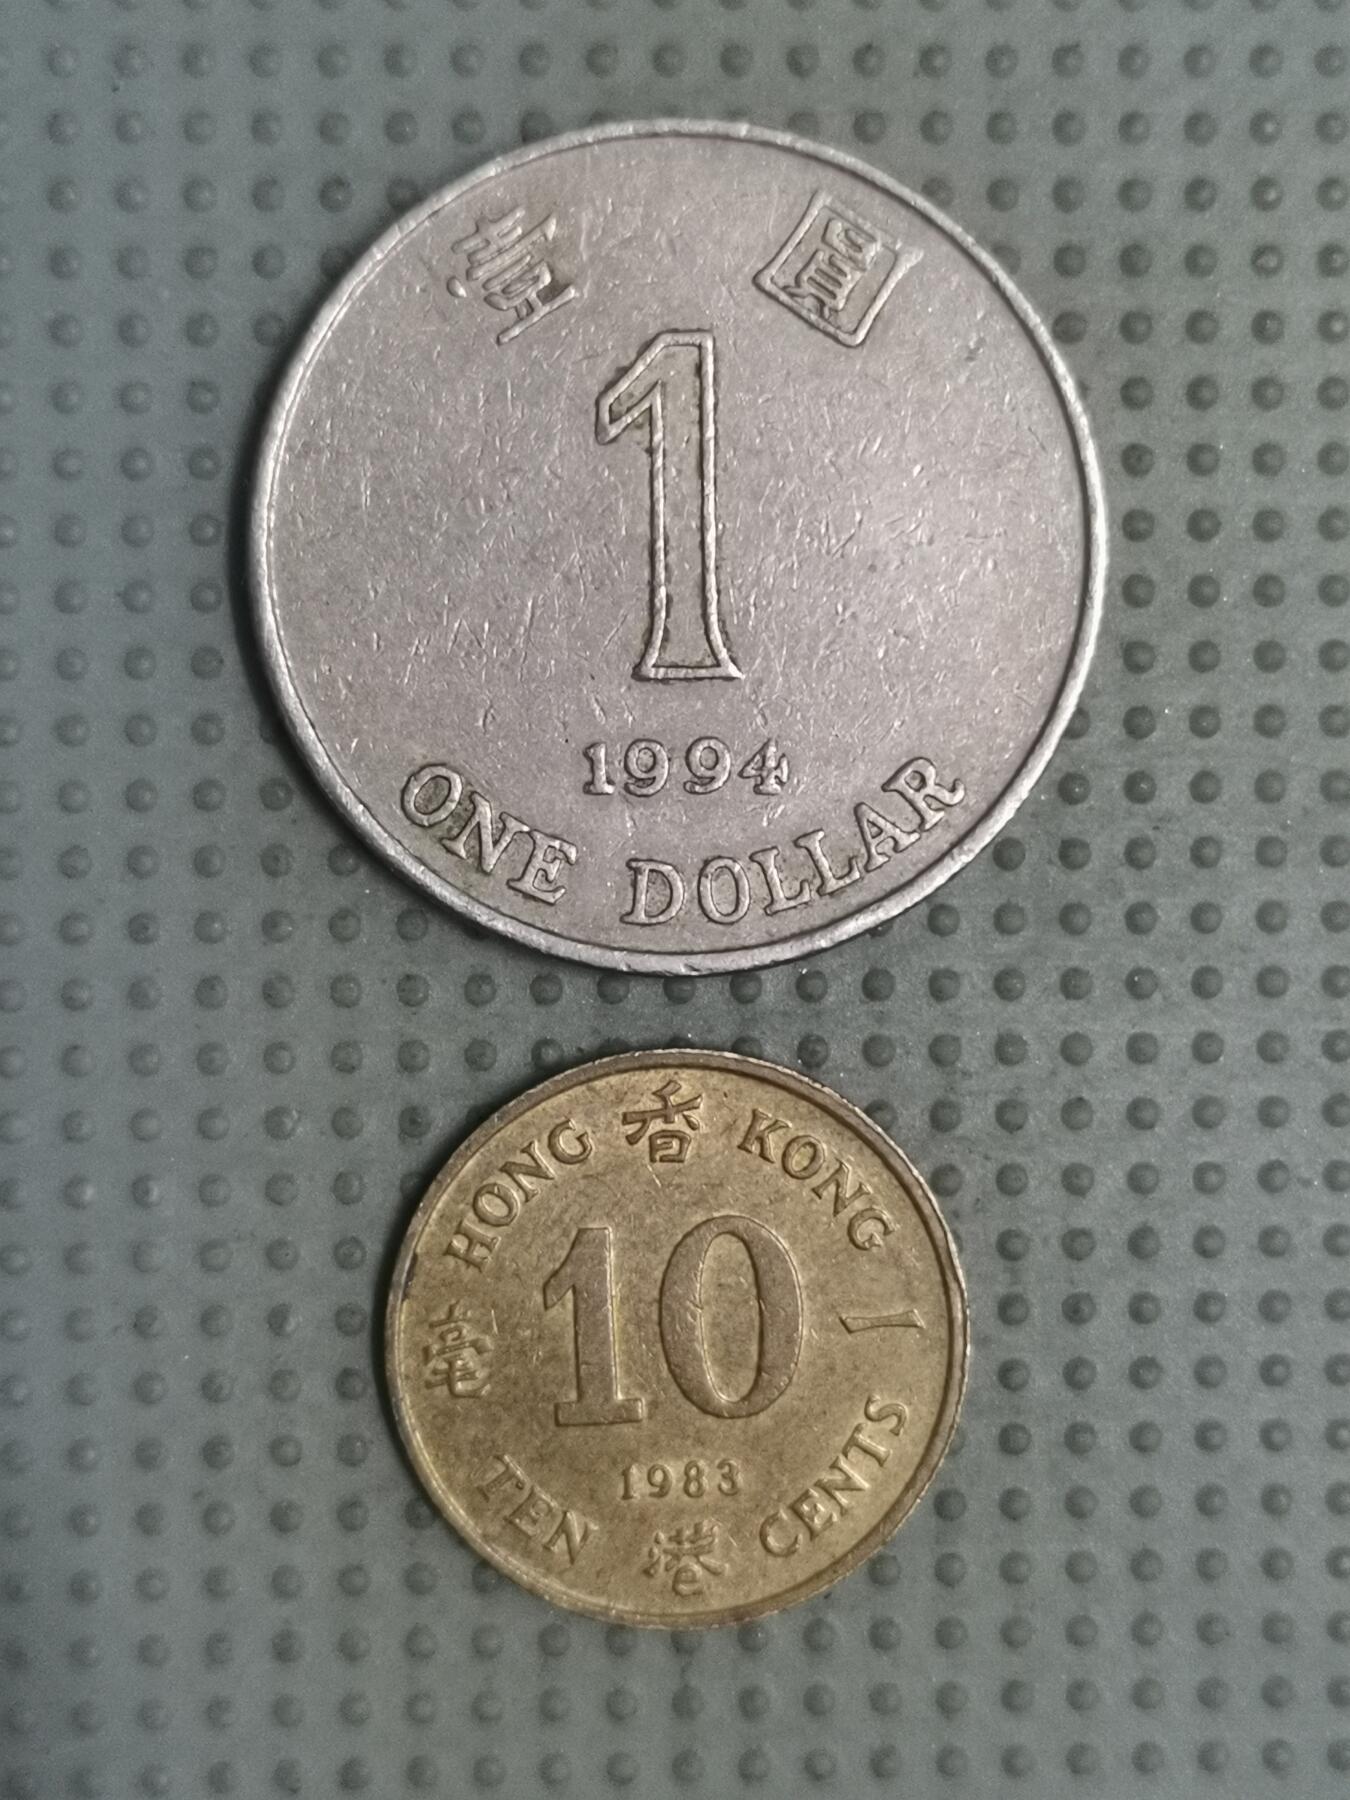 壹 圓
1
1994
ONE DOLLAR
HONG 香 KONG
毫 10 一
1983
TEN 港 CENTS